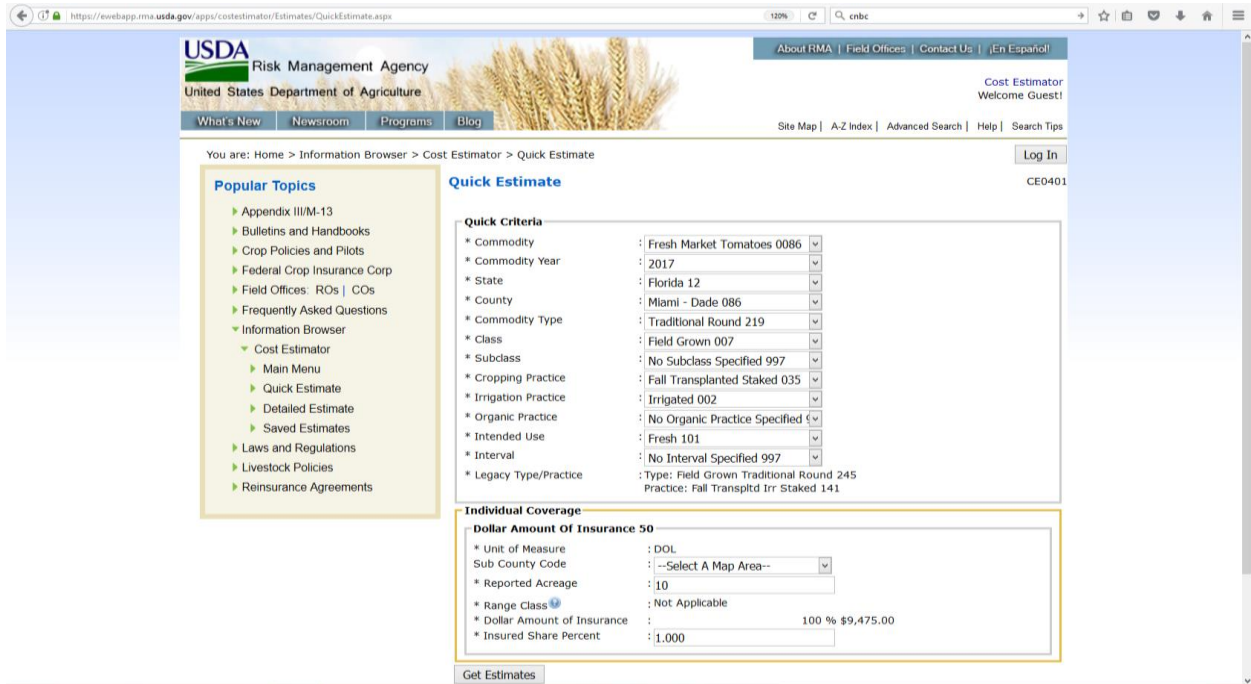 https://ewebapp.rma.usda.gov/apps/costestimator/Estimates/QuickEstimate.aspx 120% cnbc
USDA
Risk Management Agency
United States Department of Agriculture
About RMA | Field Offices | Contact Us | ¡En Español!
Cost Estimator
Welcome Guest!
What's New Newsroom Programs Blog
Site Map | A-Z Index | Advanced Search | Help | Search Tips
You are: Home > Information Browser > Cost Estimator > Quick Estimate
Log In
Popular Topics
Appendix III/M-13
Bulletins and Handbooks
Crop Policies and Pilots
Federal Crop Insurance Corp
Field Offices: ROs | COs
Frequently Asked Questions
Information Browser
Cost Estimator
Main Menu
Quick Estimate
Detailed Estimate
Saved Estimates
Laws and Regulations
Livestock Policies
Reinsurance Agreements
Quick Estimate CE0401
Quick Criteria
* Commodity : Fresh Market Tomatoes 0086
* Commodity Year : 2017
* State : Florida 12
* County : Miami - Dade 086
* Commodity Type : Traditional Round 219
* Class : Field Grown 007
* Subclass : No Subclass Specified 997
* Cropping Practice : Fall Transplanted Staked 035
* Irrigation Practice : Irrigated 002
* Organic Practice : No Organic Practice Specified
* Intended Use : Fresh 101
* Interval : No Interval Specified 997
* Legacy Type/Practice : Type: Field Grown Traditional Round 245
Practice: Fall Transpltd Irr Staked 141
Individual Coverage
Dollar Amount Of Insurance 50
* Unit of Measure : DOL
Sub County Code : --Select A Map Area--
* Reported Acreage : 10
* Range Class : Not Applicable
* Dollar Amount of Insurance : 100 % $9,475.00
* Insured Share Percent : 1.000
Get Estimates